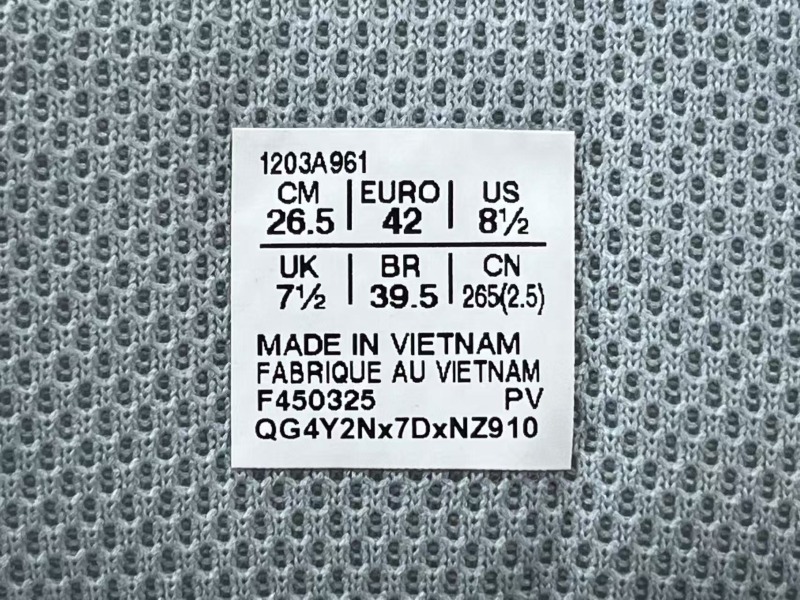 1203A961
CM | EURO | US
26.5 | 42 | 8½
UK | BR | CN
7½ | 39.5 | 265(2.5)
MADE IN VIETNAM
FABRIQUE AU VIETNAM
F450325 PV
QG4Y2Nx7DxNZ910